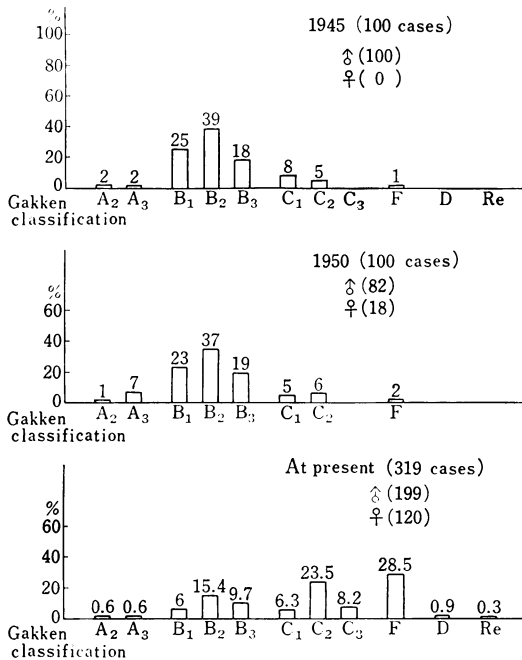 %
1945 (100 cases)
♂(100)
♀( 0 )
100
80
60
40
20
0
2 2 25 39 18 8 5 1
Gakken classification
A₂ A₃ B₁ B₂ B₃ C₁ C₂ C₃ F D Re
%
1950 (100 cases)
♂(82)
♀(18)
60
40
20
0
1 7 23 37 19 5 6 2
Gakken classification
A₂ A₃ B₁ B₂ B₃ C₁ C₂ F
At present (319 cases)
♂(199)
♀(120)
%
60
40
20
0
0.6 0.6 6 15.4 9.7 6.3 23.5 8.2 28.5 0.9 0.3
Gakken classification
A₂ A₃ B₁ B₂ B₃ C₁ C₂ C₃ F D Re